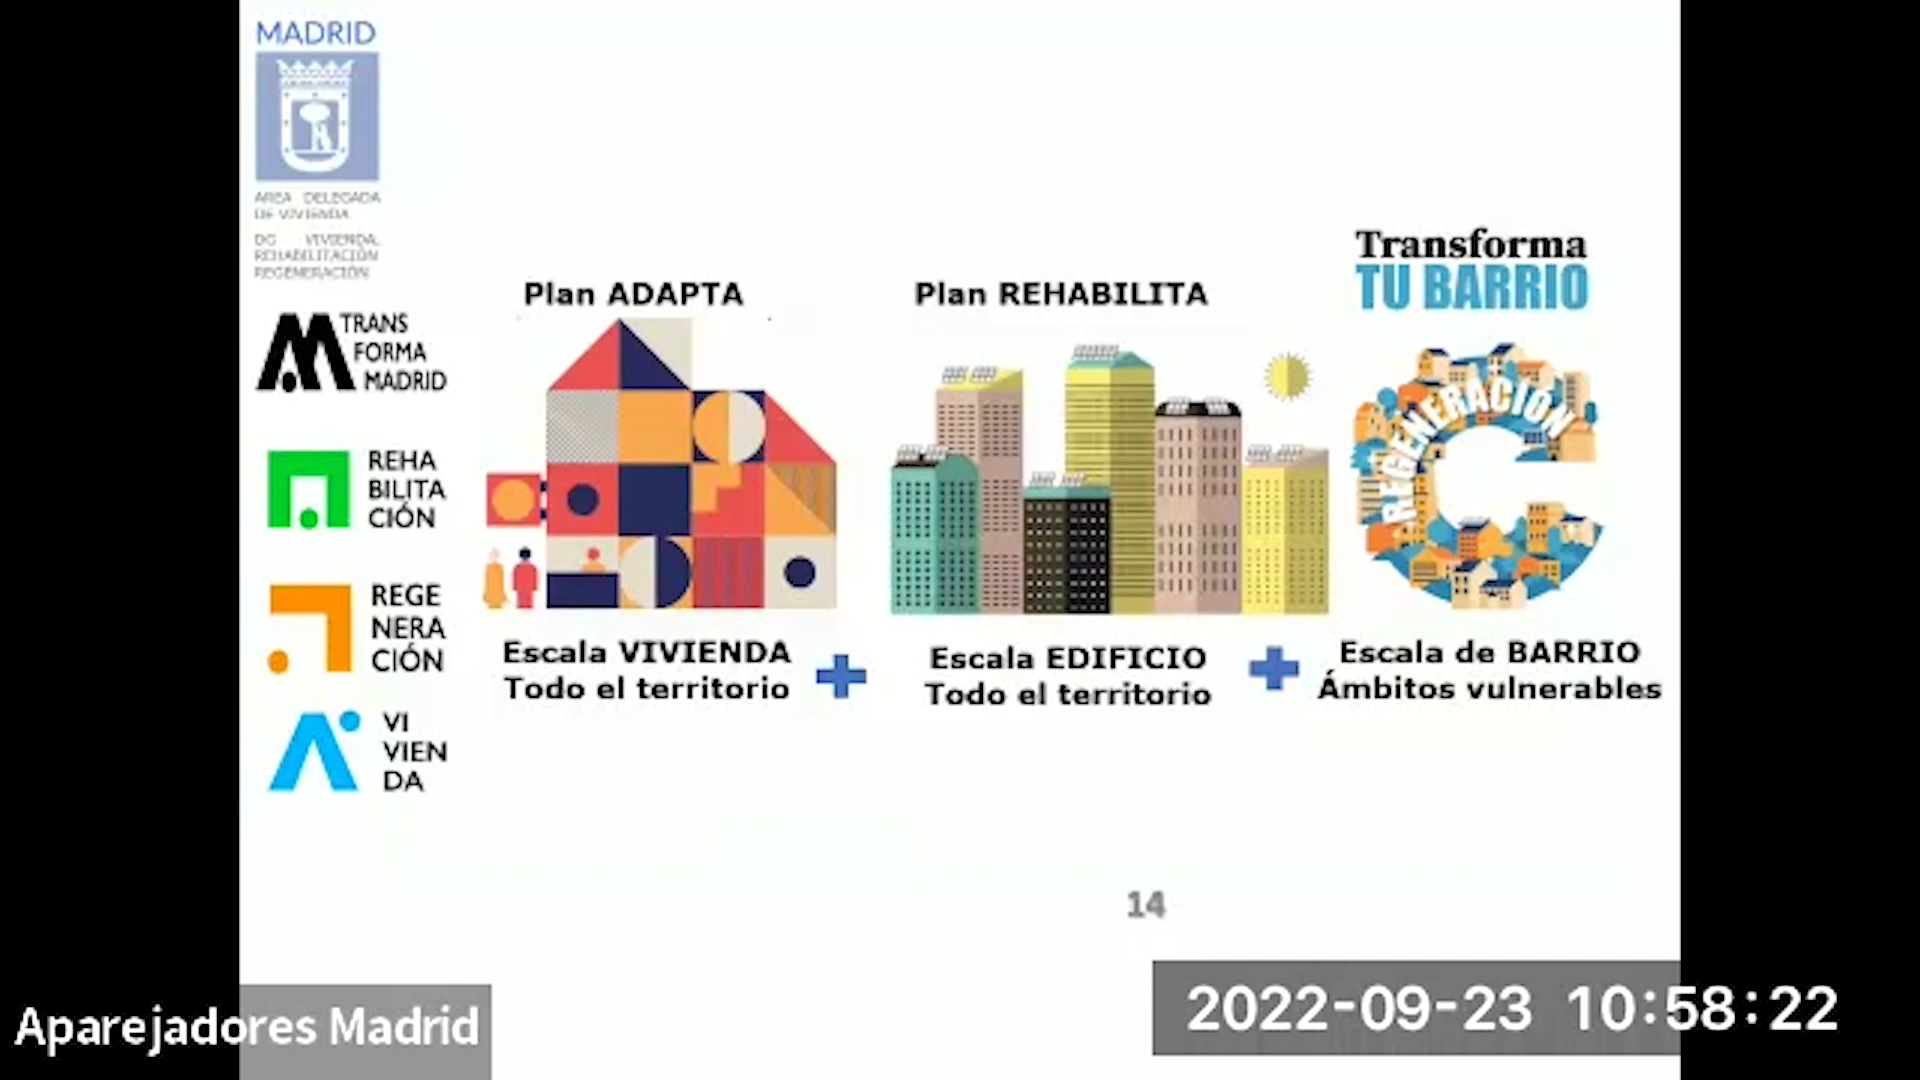 MADRID
AREA DELEGADA
DE VIVIENDA
DG VIVIENDA,
REHABILITACIÓN
REGENERACIÓN
TRANS
FORMA
MADRID
REHA
BILITA
CIÓN
REGE
NERA
CIÓN
VI
VIEN
DA
Plan ADAPTA
Escala VIVIENDA
Todo el territorio
+
Plan REHABILITA
Escala EDIFICIO
Todo el territorio
+
Transforma
TU BARRIO
REGENERACIÓN
Escala de BARRIO
Ámbitos vulnerables
14
Aparejadores Madrid
2022-09-23 10:58:22